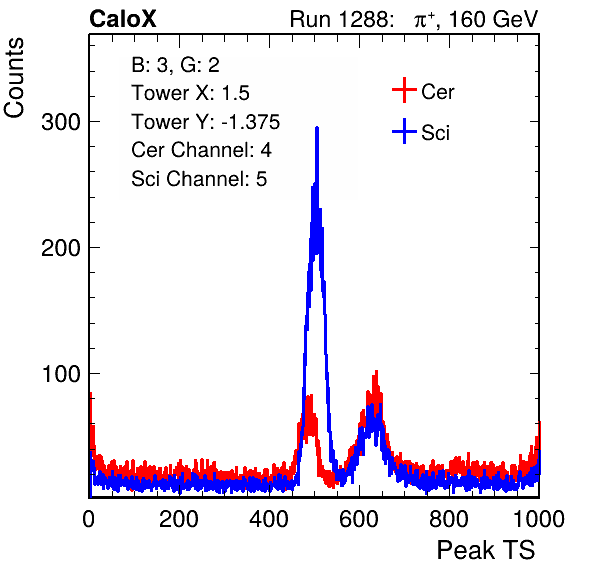 CaloX Run 1288: π⁺, 160 GeV
Counts
B: 3, G: 2
Tower X: 1.5
Tower Y: -1.375
Cer Channel: 4
Sci Channel: 5
Cer
Sci
300
200
100
0 200 400 600 800 1000
Peak TS